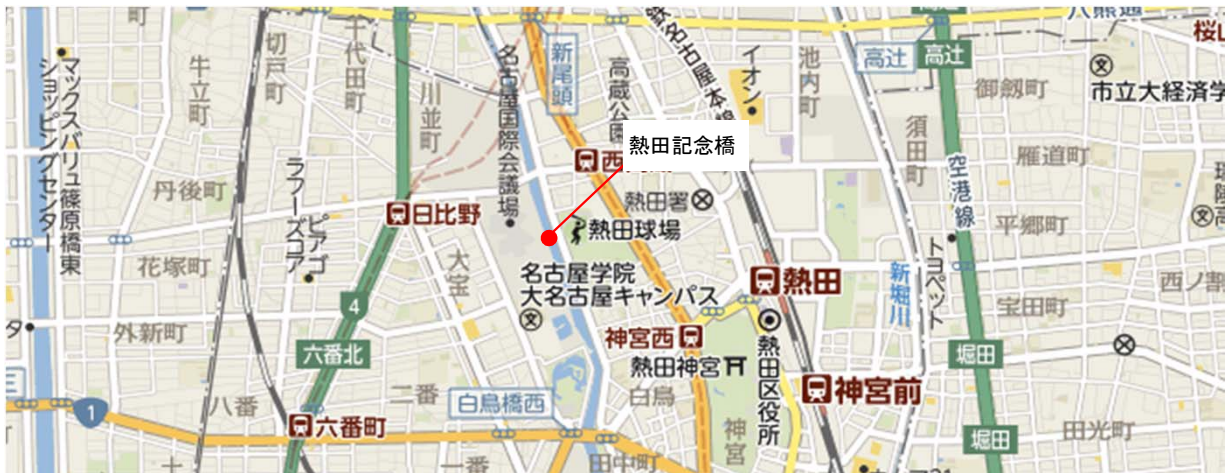 八熊通
桜山
切戸町
千代田町
新尾頭
イオン
池内町
高辻
高辻
マックスバリュ篠原橋東
ショッピングセンター
牛立町
川並町
名古屋国際会議場
高蔵公園
名古屋本線
御劔町
市立大経済学
熱田記念橋
須田町
雁道町
空港線
丹後町
ラフーズコア
ピアゴ
日比野
熱田署
熱田球場
平郷町
花塚町
大宝
名古屋学院
大名古屋キャンパス
熱田
新堀川
トヨペット
宝田町
西ノ割
外新町
4
六番北
神宮西
熱田神宮
熱田区役所
堀田
二番
白鳥橋西
白鳥
神宮前
1
八番
六番町
神宮
堀田
田光町
一番
田中町